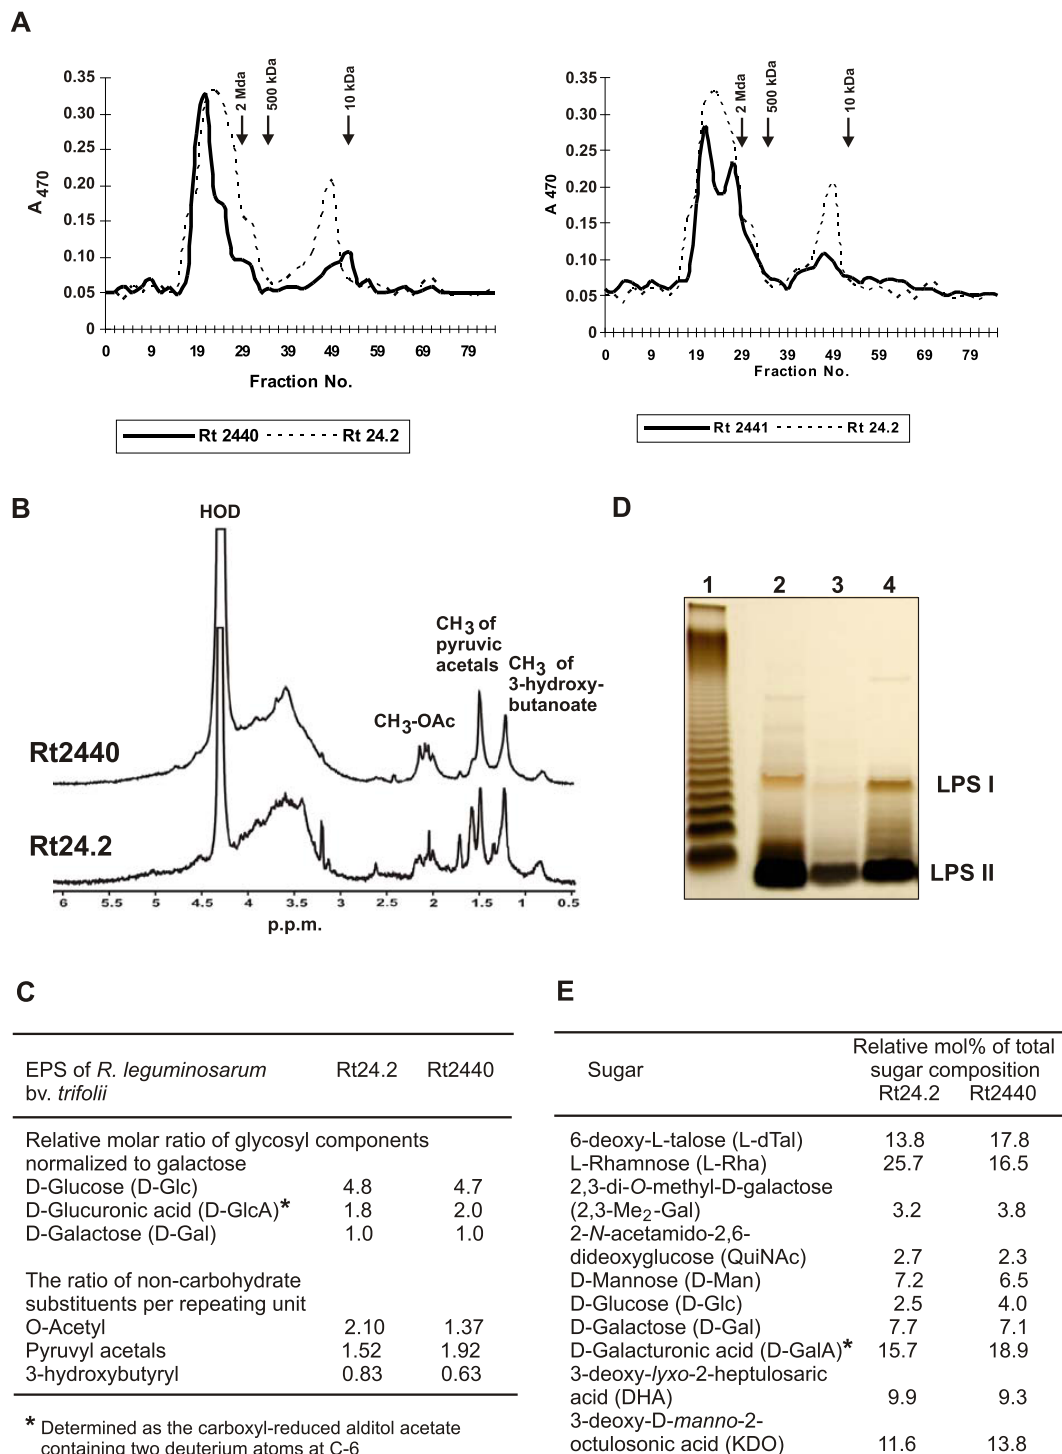 A
0.35
0.30
0.25
0.20
0.15
0.10
0.05
0
A 470
2 Mda
500 kDa
10 kDa
0 9 19 29 39 49 59 69 79
Fraction No.
Rt 2440 Rt 24.2
0.35
0.30
0.25
0.20
0.15
0.10
0.05
0
A 470
2 Mda
500 kDa
10 kDa
0 9 19 29 39 49 59 69 79
Fraction No.
Rt 2441 Rt 24.2
B
HOD
CH3 of
pyruvic
acetals
CH3 of
3-hydroxy-
butanoate
CH3-OAc
Rt2440
Rt24.2
6 5.5 5 4.5 4 3.5 3 2.5 2 1.5 1 0.5
p.p.m.
D
1 2 3 4
LPS I
LPS II
C
EPS of R. leguminosarum Rt24.2 Rt2440
bv. trifolii
Relative molar ratio of glycosyl components
normalized to galactose
D-Glucose (D-Glc) 4.8 4.7
D-Glucuronic acid (D-GlcA)* 1.8 2.0
D-Galactose (D-Gal) 1.0 1.0
The ratio of non-carbohydrate
substituents per repeating unit
O-Acetyl 2.10 1.37
Pyruvyl acetals 1.52 1.92
3-hydroxybutyryl 0.83 0.63
* Determined as the carboxyl-reduced alditol acetate
containing two deuterium atoms at C-6
E
Relative mol% of total
Sugar sugar composition
Rt24.2 Rt2440
6-deoxy-L-talose (L-dTal) 13.8 17.8
L-Rhamnose (L-Rha) 25.7 16.5
2,3-di-O-methyl-D-galactose
(2,3-Me2-Gal) 3.2 3.8
2-N-acetamido-2,6-
dideoxyglucose (QuiNAc) 2.7 2.3
D-Mannose (D-Man) 7.2 6.5
D-Glucose (D-Glc) 2.5 4.0
D-Galactose (D-Gal) 7.7 7.1
D-Galacturonic acid (D-GalA)* 15.7 18.9
3-deoxy-lyxo-2-heptulosaric
acid (DHA) 9.9 9.3
3-deoxy-D-manno-2-
octulosonic acid (KDO) 11.6 13.8